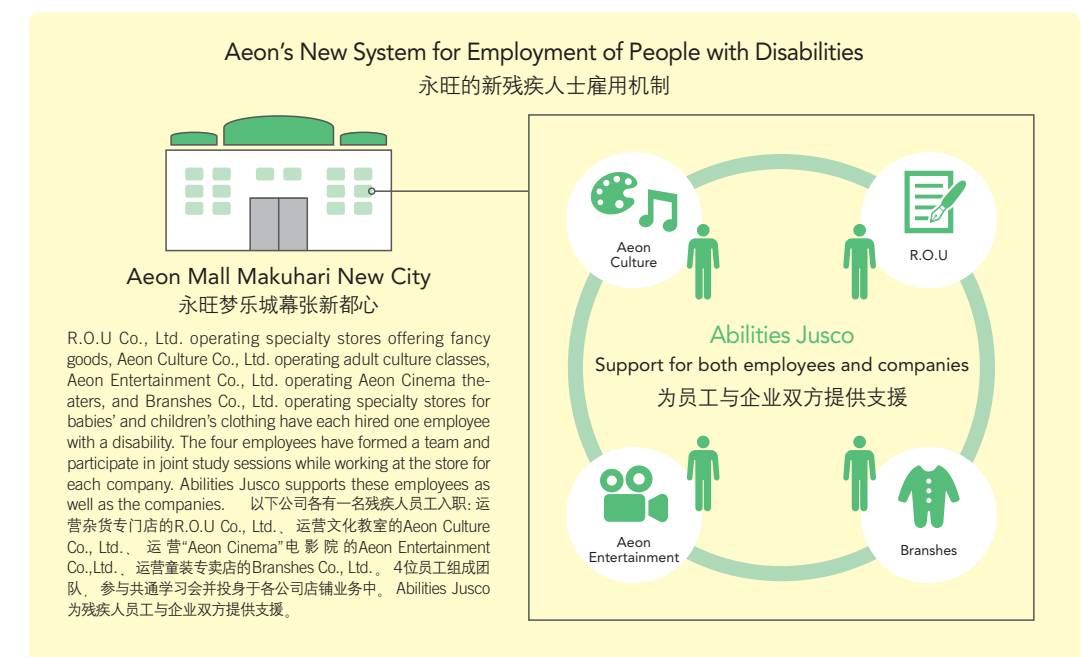 Aeon's New System for Employment of People with Disabilities
永旺的新残疾人士雇用机制
Aeon Mall Makuhari New City
永旺梦乐城幕张新都心
R.O.U Co., Ltd. operating specialty stores offering fancy
goods, Aeon Culture Co., Ltd. operating adult culture classes,
Aeon Entertainment Co., Ltd. operating Aeon Cinema the-
aters, and Branshes Co., Ltd. operating specialty stores for
babies' and children's clothing have each hired one employee
with a disability. The four employees have formed a team and
participate in joint study sessions while working at the store for
each company. Abilities Jusco supports these employees as
well as the companies. 以下公司各有一名残疾人员工入职: 运
营杂货专门店的R.O.U Co., Ltd.、 运营文化教室的Aeon Culture
Co., Ltd.、 运 营“Aeon Cinema”电 影 院 的Aeon Entertainment
Co.,Ltd.、运营童装专卖店的Branshes Co., Ltd.。 4位员工组成团
队、参与共通学习会并投身于各公司店铺业务中。 Abilities Jusco
为残疾人员工与企业双方提供支援。
Aeon
Culture
R.O.U
Abilities Jusco
Support for both employees and companies
为员工与企业双方提供支援
Aeon
Entertainment
Branshes